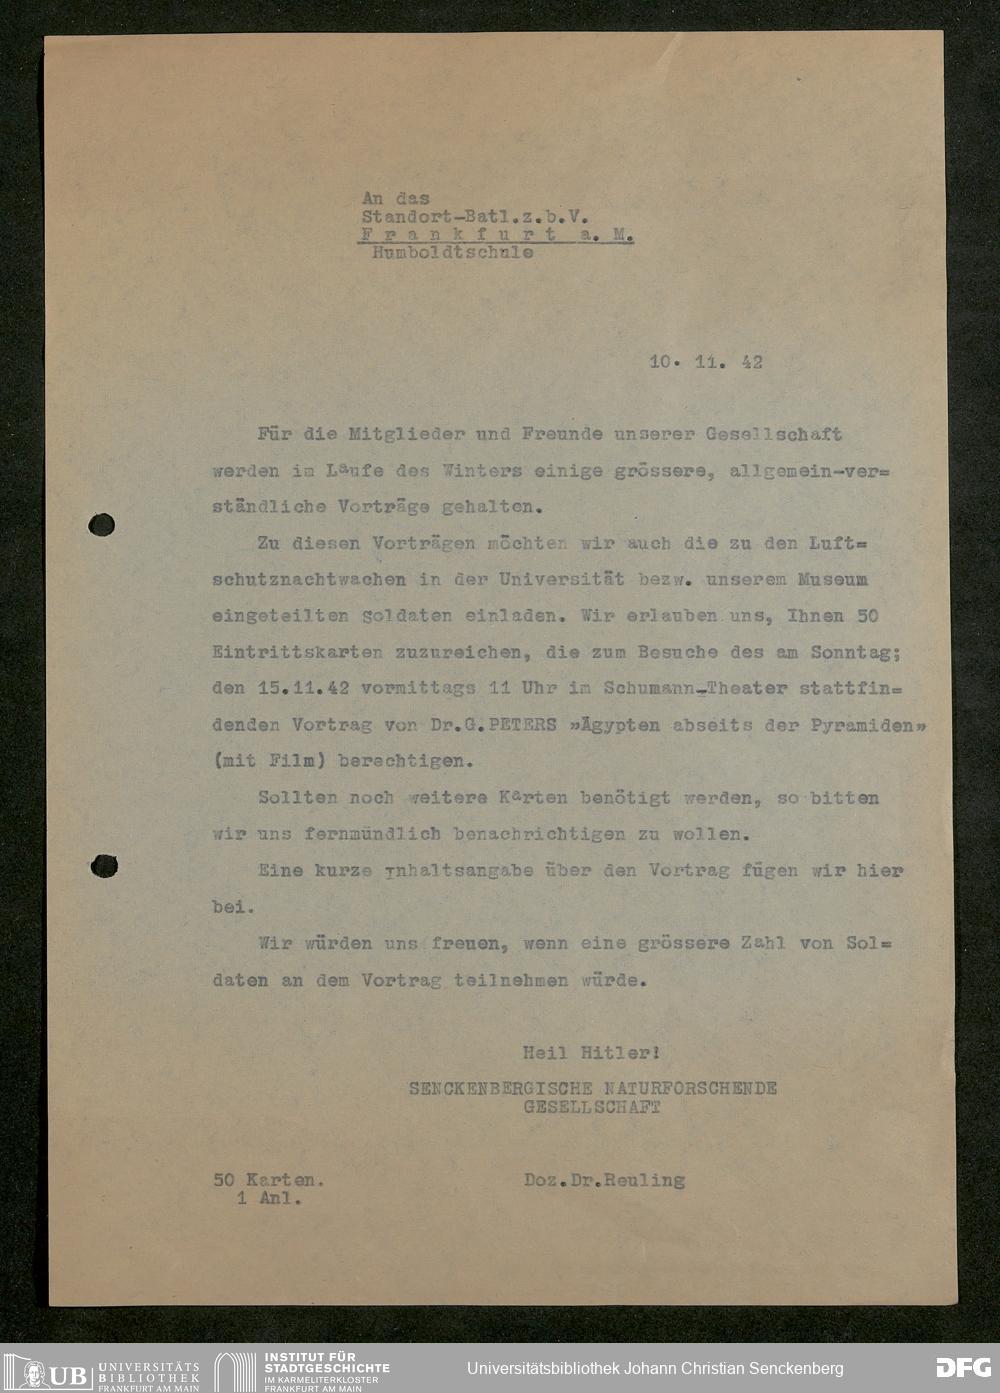 An das
Standort-Batl.z.b.V.
F r a n k f u r t  a. M.
Humboldtschule
10. 11. 42
Für die Mitglieder und Freunde unserer Gesellschaft
werden im Laufe des Winters einige grössere, allgemein-ver=
ständliche Vorträge gehalten.
Zu diesen Vorträgen möchten wir auch die zu den Luft=
schutznachtwachen in der Universität bezw. unserem Museum
eingeteilten Soldaten einladen. Wir erlauben uns, Ihnen 50
Eintrittskarten zuzureichen, die zum Besuche des am Sonntag;
den 15.11.42 vormittags 11 Uhr im Schumann-Theater stattfin=
denden Vortrag von Dr.G.PETERS »Ägypten abseits der Pyramiden»
(mit Film) berechtigen.
Sollten noch weitere Karten benötigt werden, so bitten
wir uns fernmündlich benachrichtigen zu wollen.
Eine kurze Inhaltsangabe über den Vortrag fügen wir hier
bei.
Wir würden uns freuen, wenn eine grössere Zahl von Sol=
daten an dem Vortrag teilnehmen würde.
Heil Hitler!
SENCKENBERGISCHE NATURFORSCHENDE
GESELLSCHAFT
50 Karten.
1 Anl.
Doz.Dr.Reuling
UB UNIVERSITÄTS
BIBLIOTHEK
FRANKFURT AM MAIN
INSTITUT FÜR
STADTGESCHICHTE
IM KARMELITERKLOSTER
FRANKFURT AM MAIN
Universitätsbibliothek Johann Christian Senckenberg
DFG